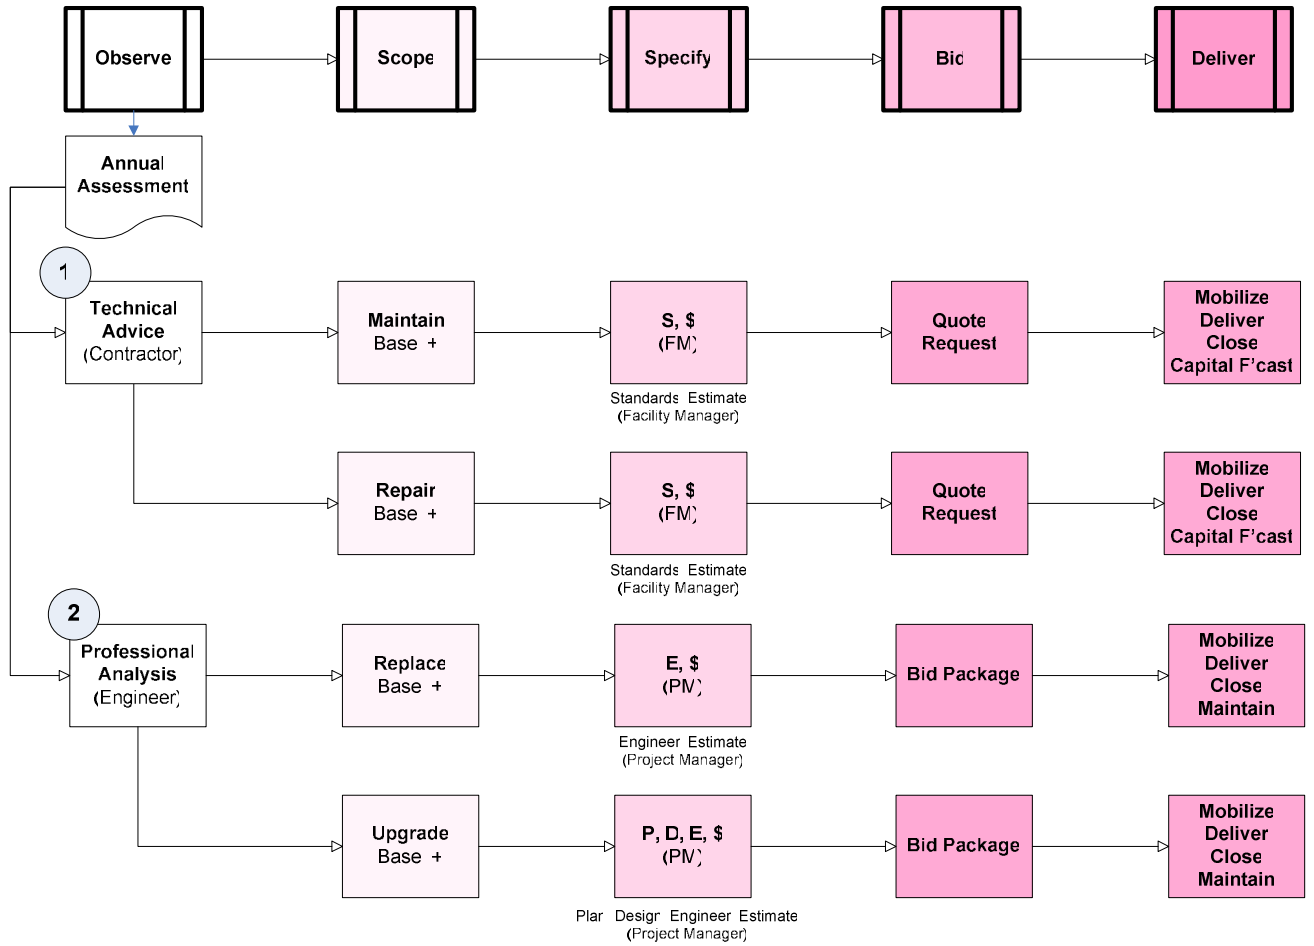 Observe
Scope
Specify
Bid
Deliver
Annual
Assessment
1
Technical
Advice
(Contractor)
Maintain
Base +
S, $
(FM)
Standards Estimate
(Facility Manager)
Quote
Request
Mobilize
Deliver
Close
Capital F'cast
Repair
Base +
S, $
(FM)
Standards Estimate
(Facility Manager)
Quote
Request
Mobilize
Deliver
Close
Capital F'cast
2
Professional
Analysis
(Engineer)
Replace
Base +
E, $
(PM)
Engineer Estimate
(Project Manager)
Bid Package
Mobilize
Deliver
Close
Maintain
Upgrade
Base +
P, D, E, $
(PM)
Plan Design Engineer Estimate
(Project Manager)
Bid Package
Mobilize
Deliver
Close
Maintain